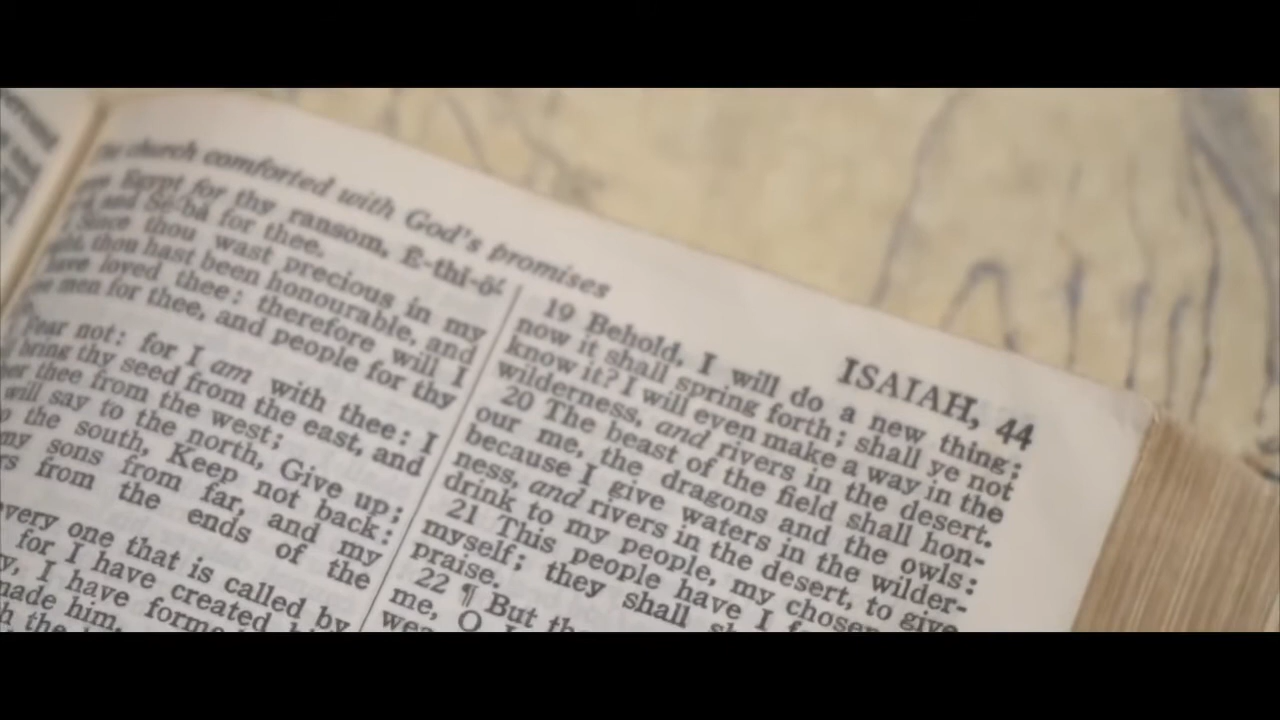 church comforted with God's promises
ISAIAH, 44
Egypt for thy ransom, Ē-thĭ-ō′
and Sē′bȧ for thee.
Since thou wast precious in my
thou hast been honourable, and
have loved thee: therefore will I
men for thee, and people for thy
Fear not: for I am with thee: I
bring thy seed from the east, and
thee from the west;
will say to the north, Give up;
the south, Keep not back:
my sons from far, and my
from the ends of the
every one that is called by
for I have created
I have forme
made him.
19 Behold, I will do a new thing;
now it shall spring forth; shall ye not
know it? I will even make a way in the
wilderness, and rivers in the desert.
20 The beast of the field shall hon-
our me, the dragons and the owls:
because I give waters in the wilder-
ness, and rivers in the desert, to give
drink to my people, my chosen
21 This people have I f
myself; they shall sh
praise.
22 ¶ But th
me, O
wea